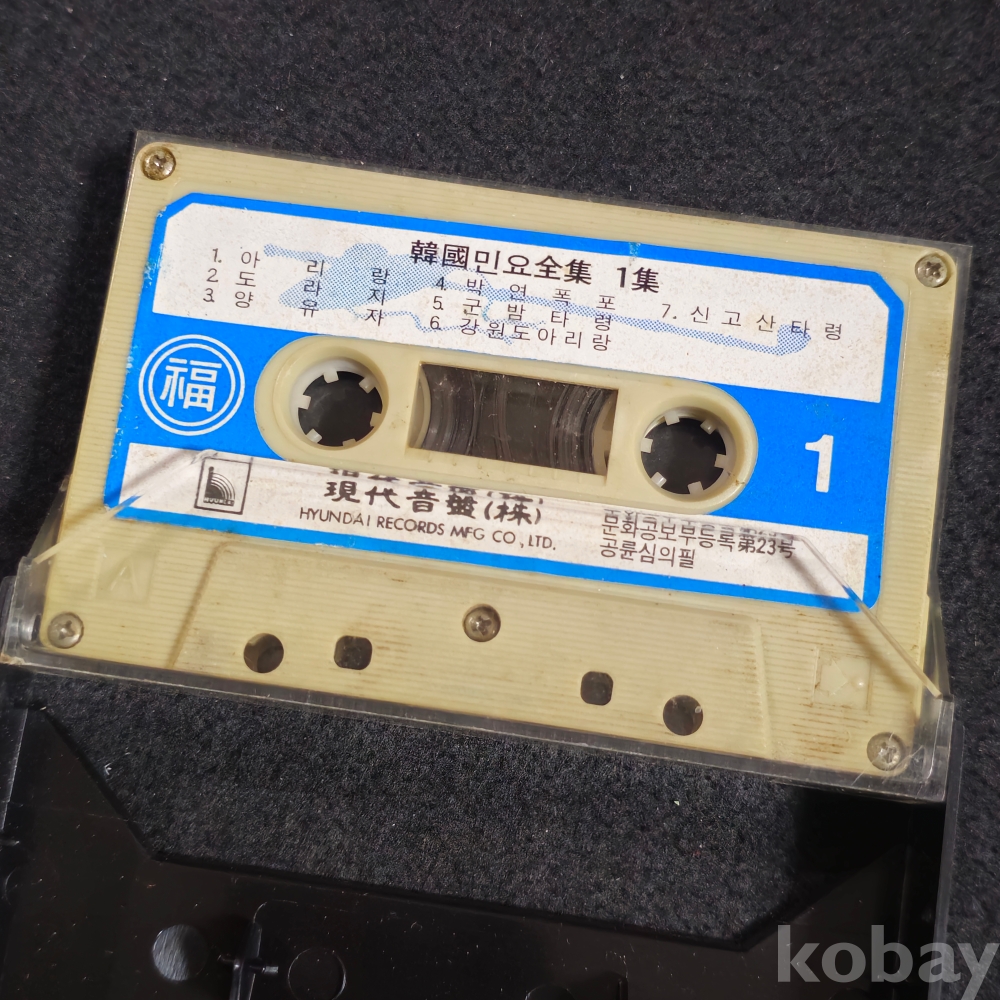 韓國민요全集 1集
1. 아 리 랑
2. 도 라 지
3. 양 유 자
4 박 연 폭 포
5. 군 밤 타 령
6. 강원도아리랑
7. 신 고 산 타 령
福
1
現代音盤(株)
HYUNDAI RECORDS MFG CO., LTD.
문화공보부등록第23号
공륜심의필
A
kobay